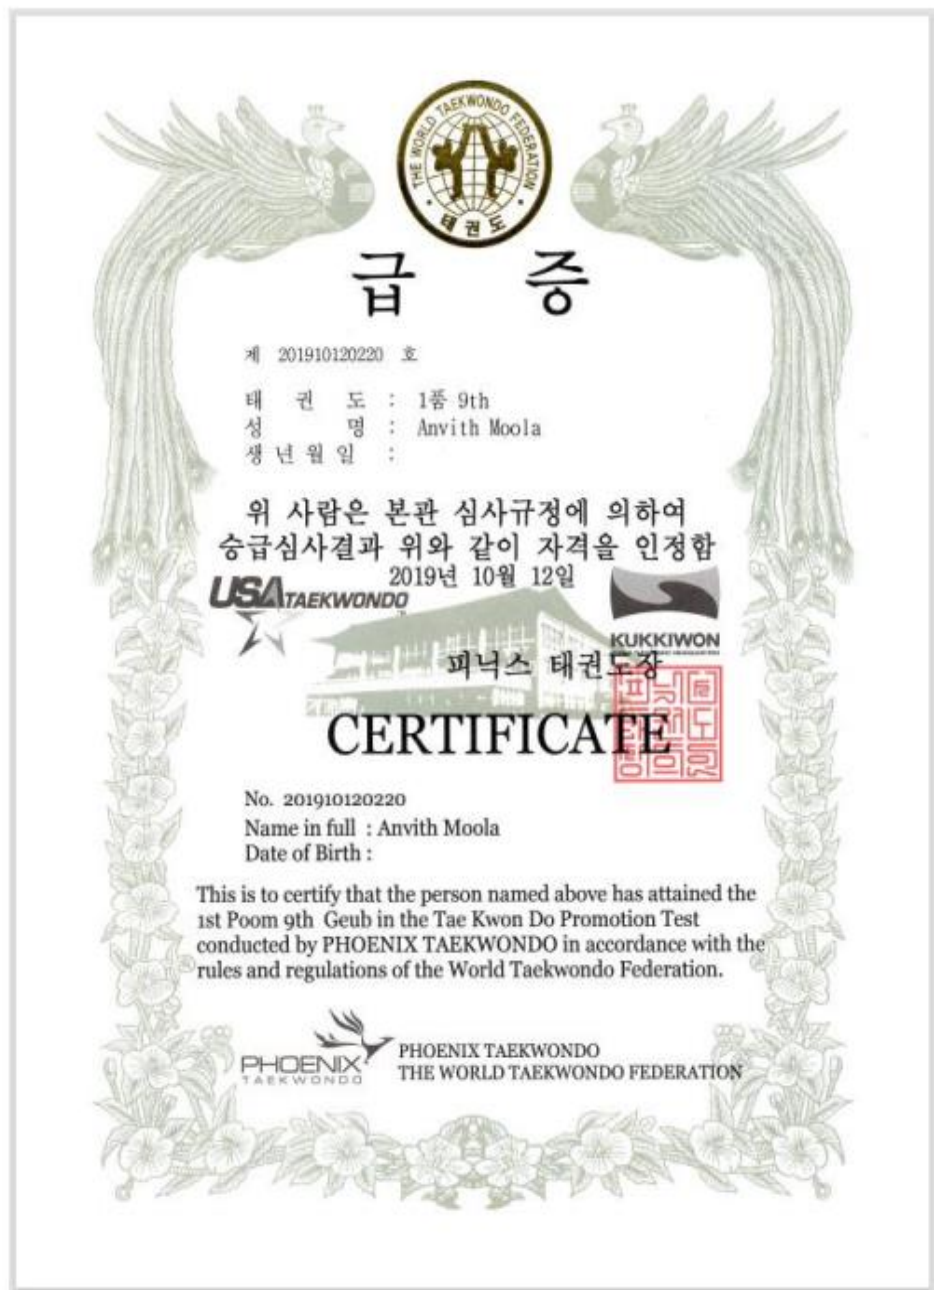 THE WORLD TAEKWONDO FEDERATION
태권도
급 증
제 201910120220 호
태 권 도 : 1품 9th
성 명 : Anvith Moola
생년월일 :
위 사람은 본관 심사규정에 의하여
승급심사결과 위와 같이 자격을 인정함
2019년 10월 12일
USA TAEKWONDO
KUKKIWON
피닉스 태권도장
CERTIFICATE
No. 201910120220
Name in full : Anvith Moola
Date of Birth :
This is to certify that the person named above has attained the
1st Poom 9th Geub in the Tae Kwon Do Promotion Test
conducted by PHOENIX TAEKWONDO in accordance with the
rules and regulations of the World Taekwondo Federation.
PHOENIX
TAEKWONDO
PHOENIX TAEKWONDO
THE WORLD TAEKWONDO FEDERATION